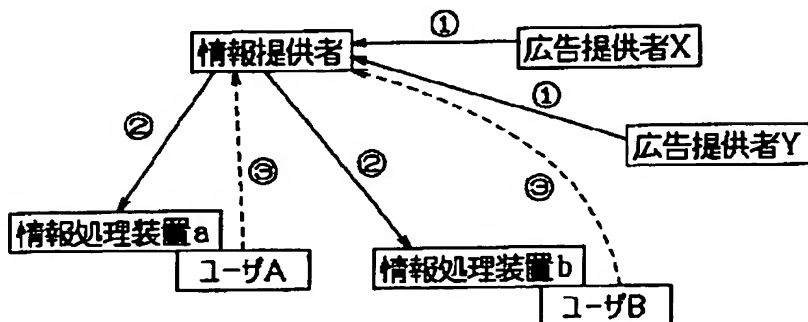 ①
情報提供者
広告提供者X
①
②
広告提供者Y
③
②
③
情報処理装置a
ユーザA
情報処理装置b
ユーザB